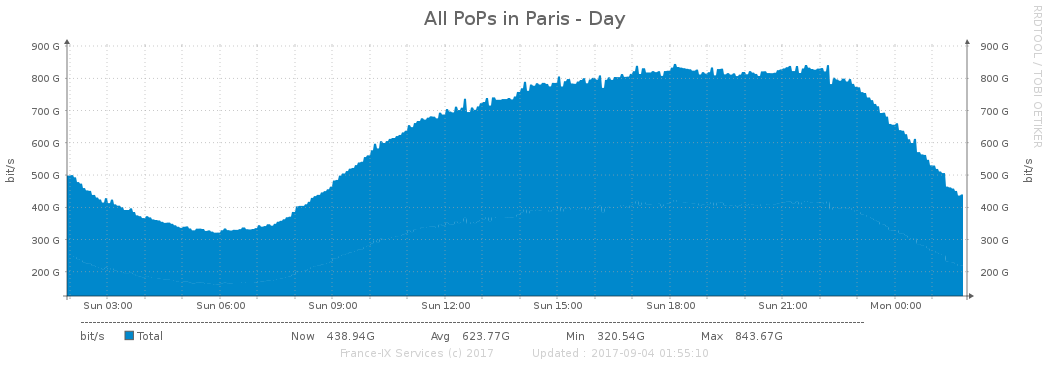 All PoPs in Paris - Day
RRDTOOL / TOBI OETIKER
900 G 900 G
800 G 800 G
700 G 700 G
600 G 600 G
500 G 500 G
400 G 400 G
300 G 300 G
200 G 200 G
bit/s bit/s
Sun 03:00 Sun 06:00 Sun 09:00 Sun 12:00 Sun 15:00 Sun 18:00 Sun 21:00 Mon 00:00
bit/s Total Now 438.94G Avg 623.77G Min 320.54G Max 843.67G
France-IX Services (c) 2017 Updated : 2017-09-04 01:55:10